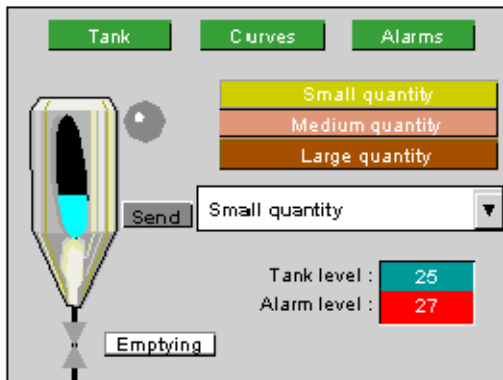 Tank Curves Alarms
Small quantity
Medium quantity
Large quantity
Send Small quantity
Tank level : 25
Alarm level : 27
Emptying